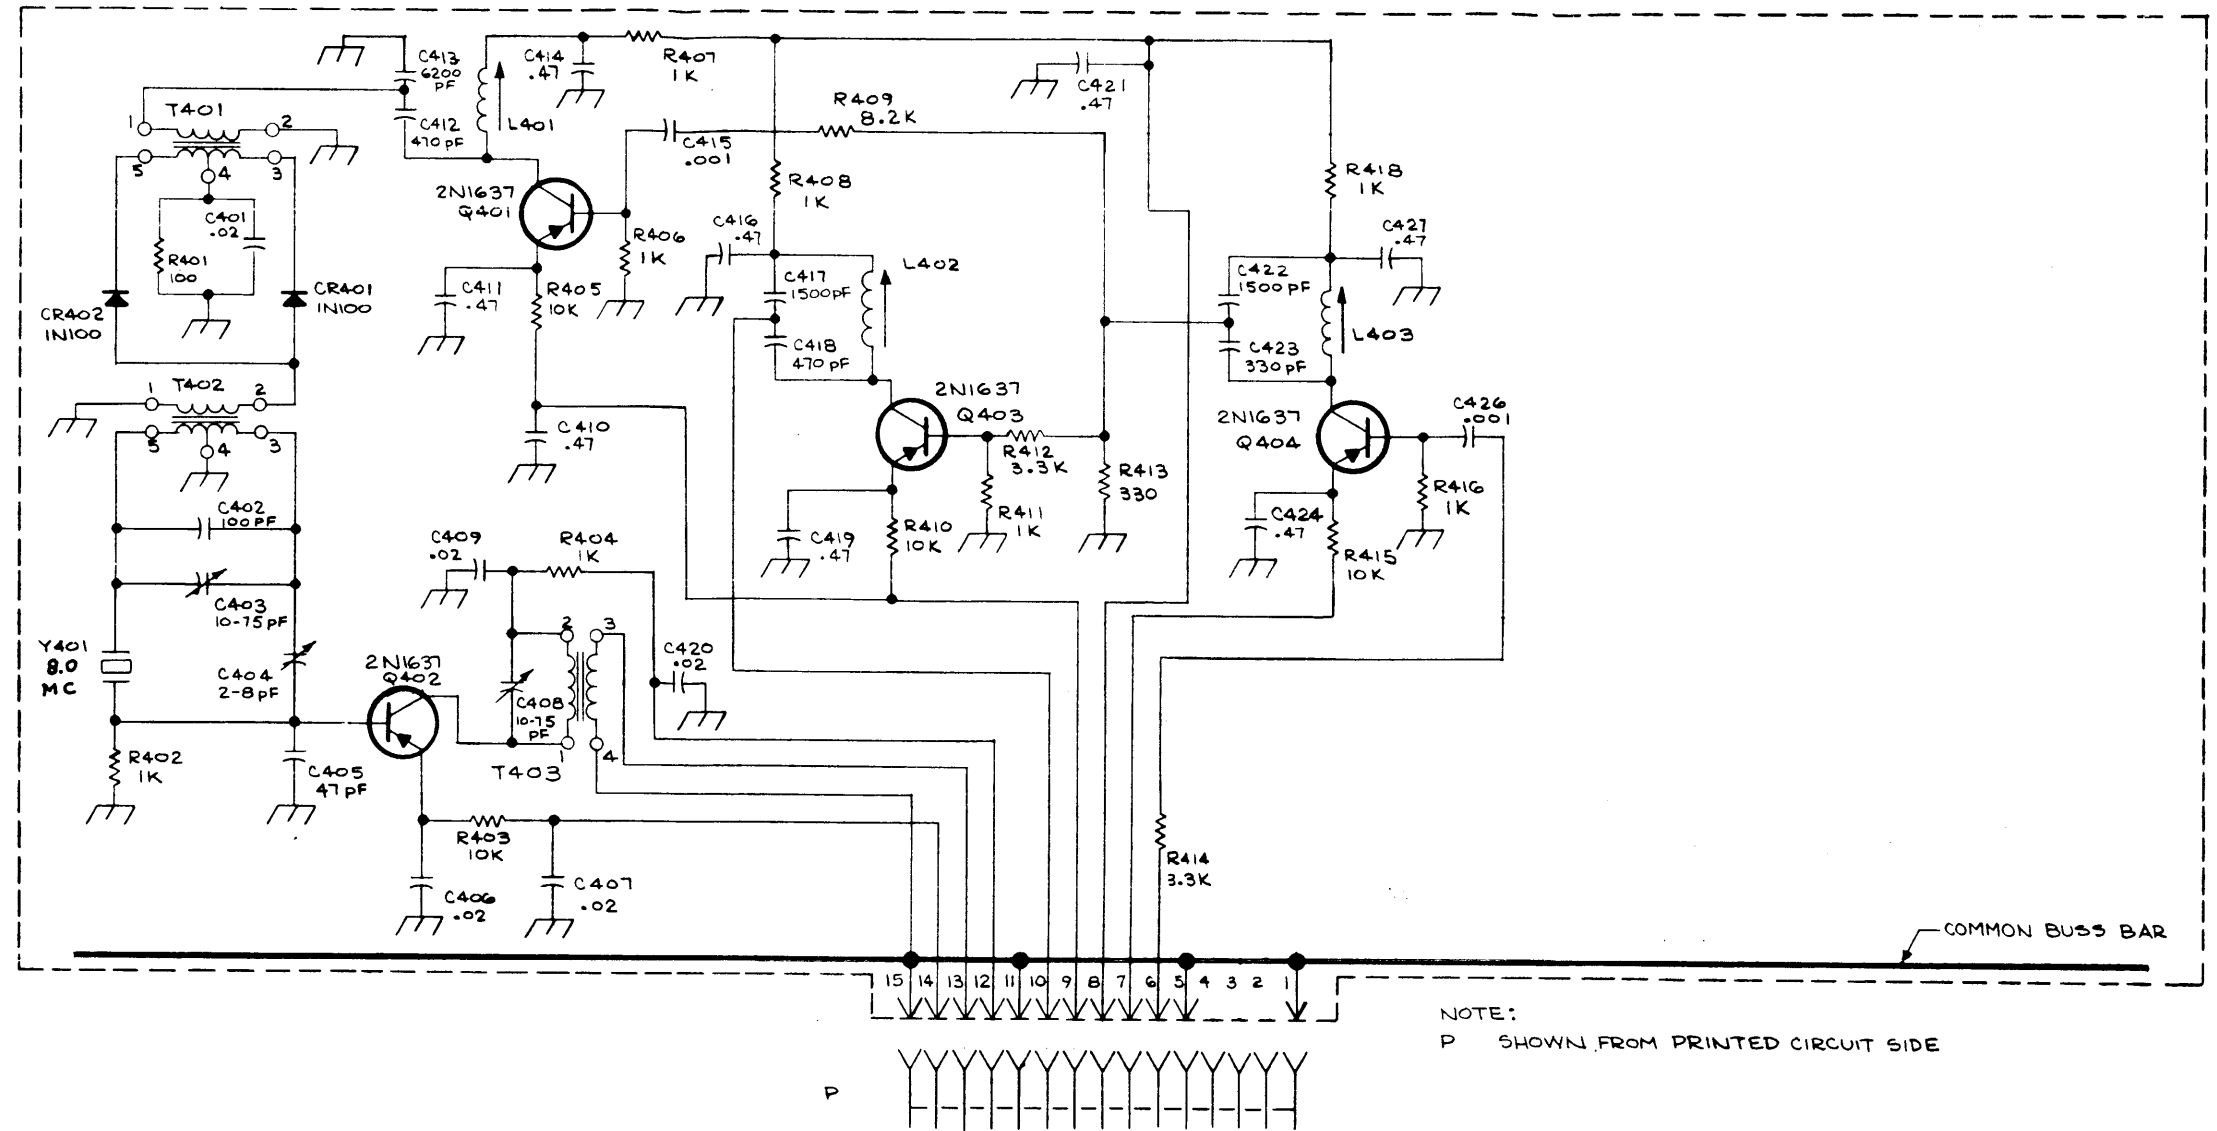 C413
6200
PF
C412
470 pF
L401
C414
.47
R407
1K
C421
.47
T401
1
2
5
4
3
C401
.02
R401
100
CR402
1N100
CR401
1N100
2N1637
Q401
C415
.001
R409
8.2K
R406
1K
R408
1K
C411
.47
R405
10K
C416
.47
C417
1500PF
C418
470 pF
L402
R418
1K
C427
.47
C422
1500 pF
C423
330 pF
L403
T402
1
2
5
4
3
C402
100PF
C403
10-75 pF
C404
2-8 pF
Y401
8.0
MC
R402
1K
C405
47 pF
C410
.47
2N1637
Q403
R412
3.3K
R413
330
R411
1K
C419
.47
R410
10K
2N1637
Q404
C426
.001
R416
1K
C424
.47
R415
10K
C409
.02
R404
1K
2N1637
Q402
2
3
C408
10-75
PF
1
4
T403
C420
.02
R403
10K
C406
.02
C407
.02
R414
3.3K
COMMON BUSS BAR
15 14 13 12 11 10 9 8 7 6 5 4 3 2 1
P
NOTE:
P SHOWN FROM PRINTED CIRCUIT SIDE